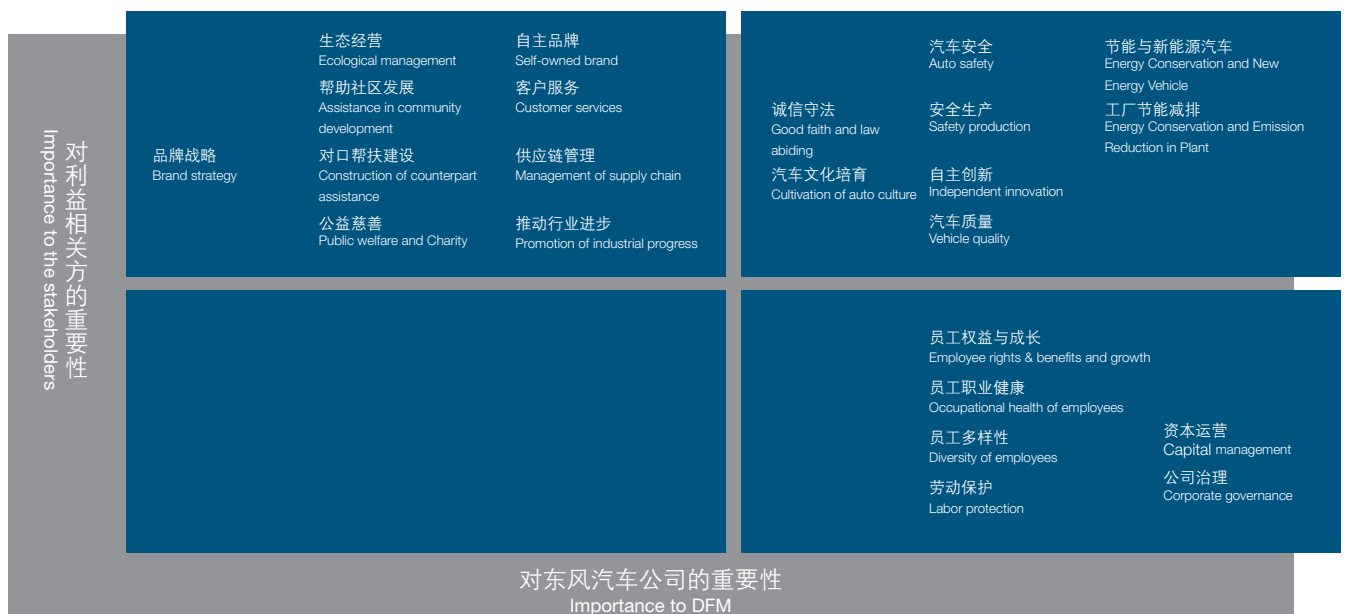 对利益相关方的重要性
Importance to the stakeholders
品牌战略
Brand strategy
生态经营
Ecological management
帮助社区发展
Assistance in community
development
对口帮扶建设
Construction of counterpart
assistance
公益慈善
Public welfare and Charity
自主品牌
Self-owned brand
客户服务
Customer services
供应链管理
Management of supply chain
推动行业进步
Promotion of industrial progress
诚信守法
Good faith and law
abiding
汽车文化培育
Cultivation of auto culture
汽车安全
Auto safety
安全生产
Safety production
自主创新
Independent innovation
汽车质量
Vehicle quality
节能与新能源汽车
Energy Conservation and New
Energy Vehicle
工厂节能减排
Energy Conservation and Emission
Reduction in Plant
员工权益与成长
Employee rights & benefits and growth
员工职业健康
Occupational health of employees
员工多样性
Diversity of employees
劳动保护
Labor protection
资本运营
Capital management
公司治理
Corporate governance
对东风汽车公司的重要性
Importance to DFM